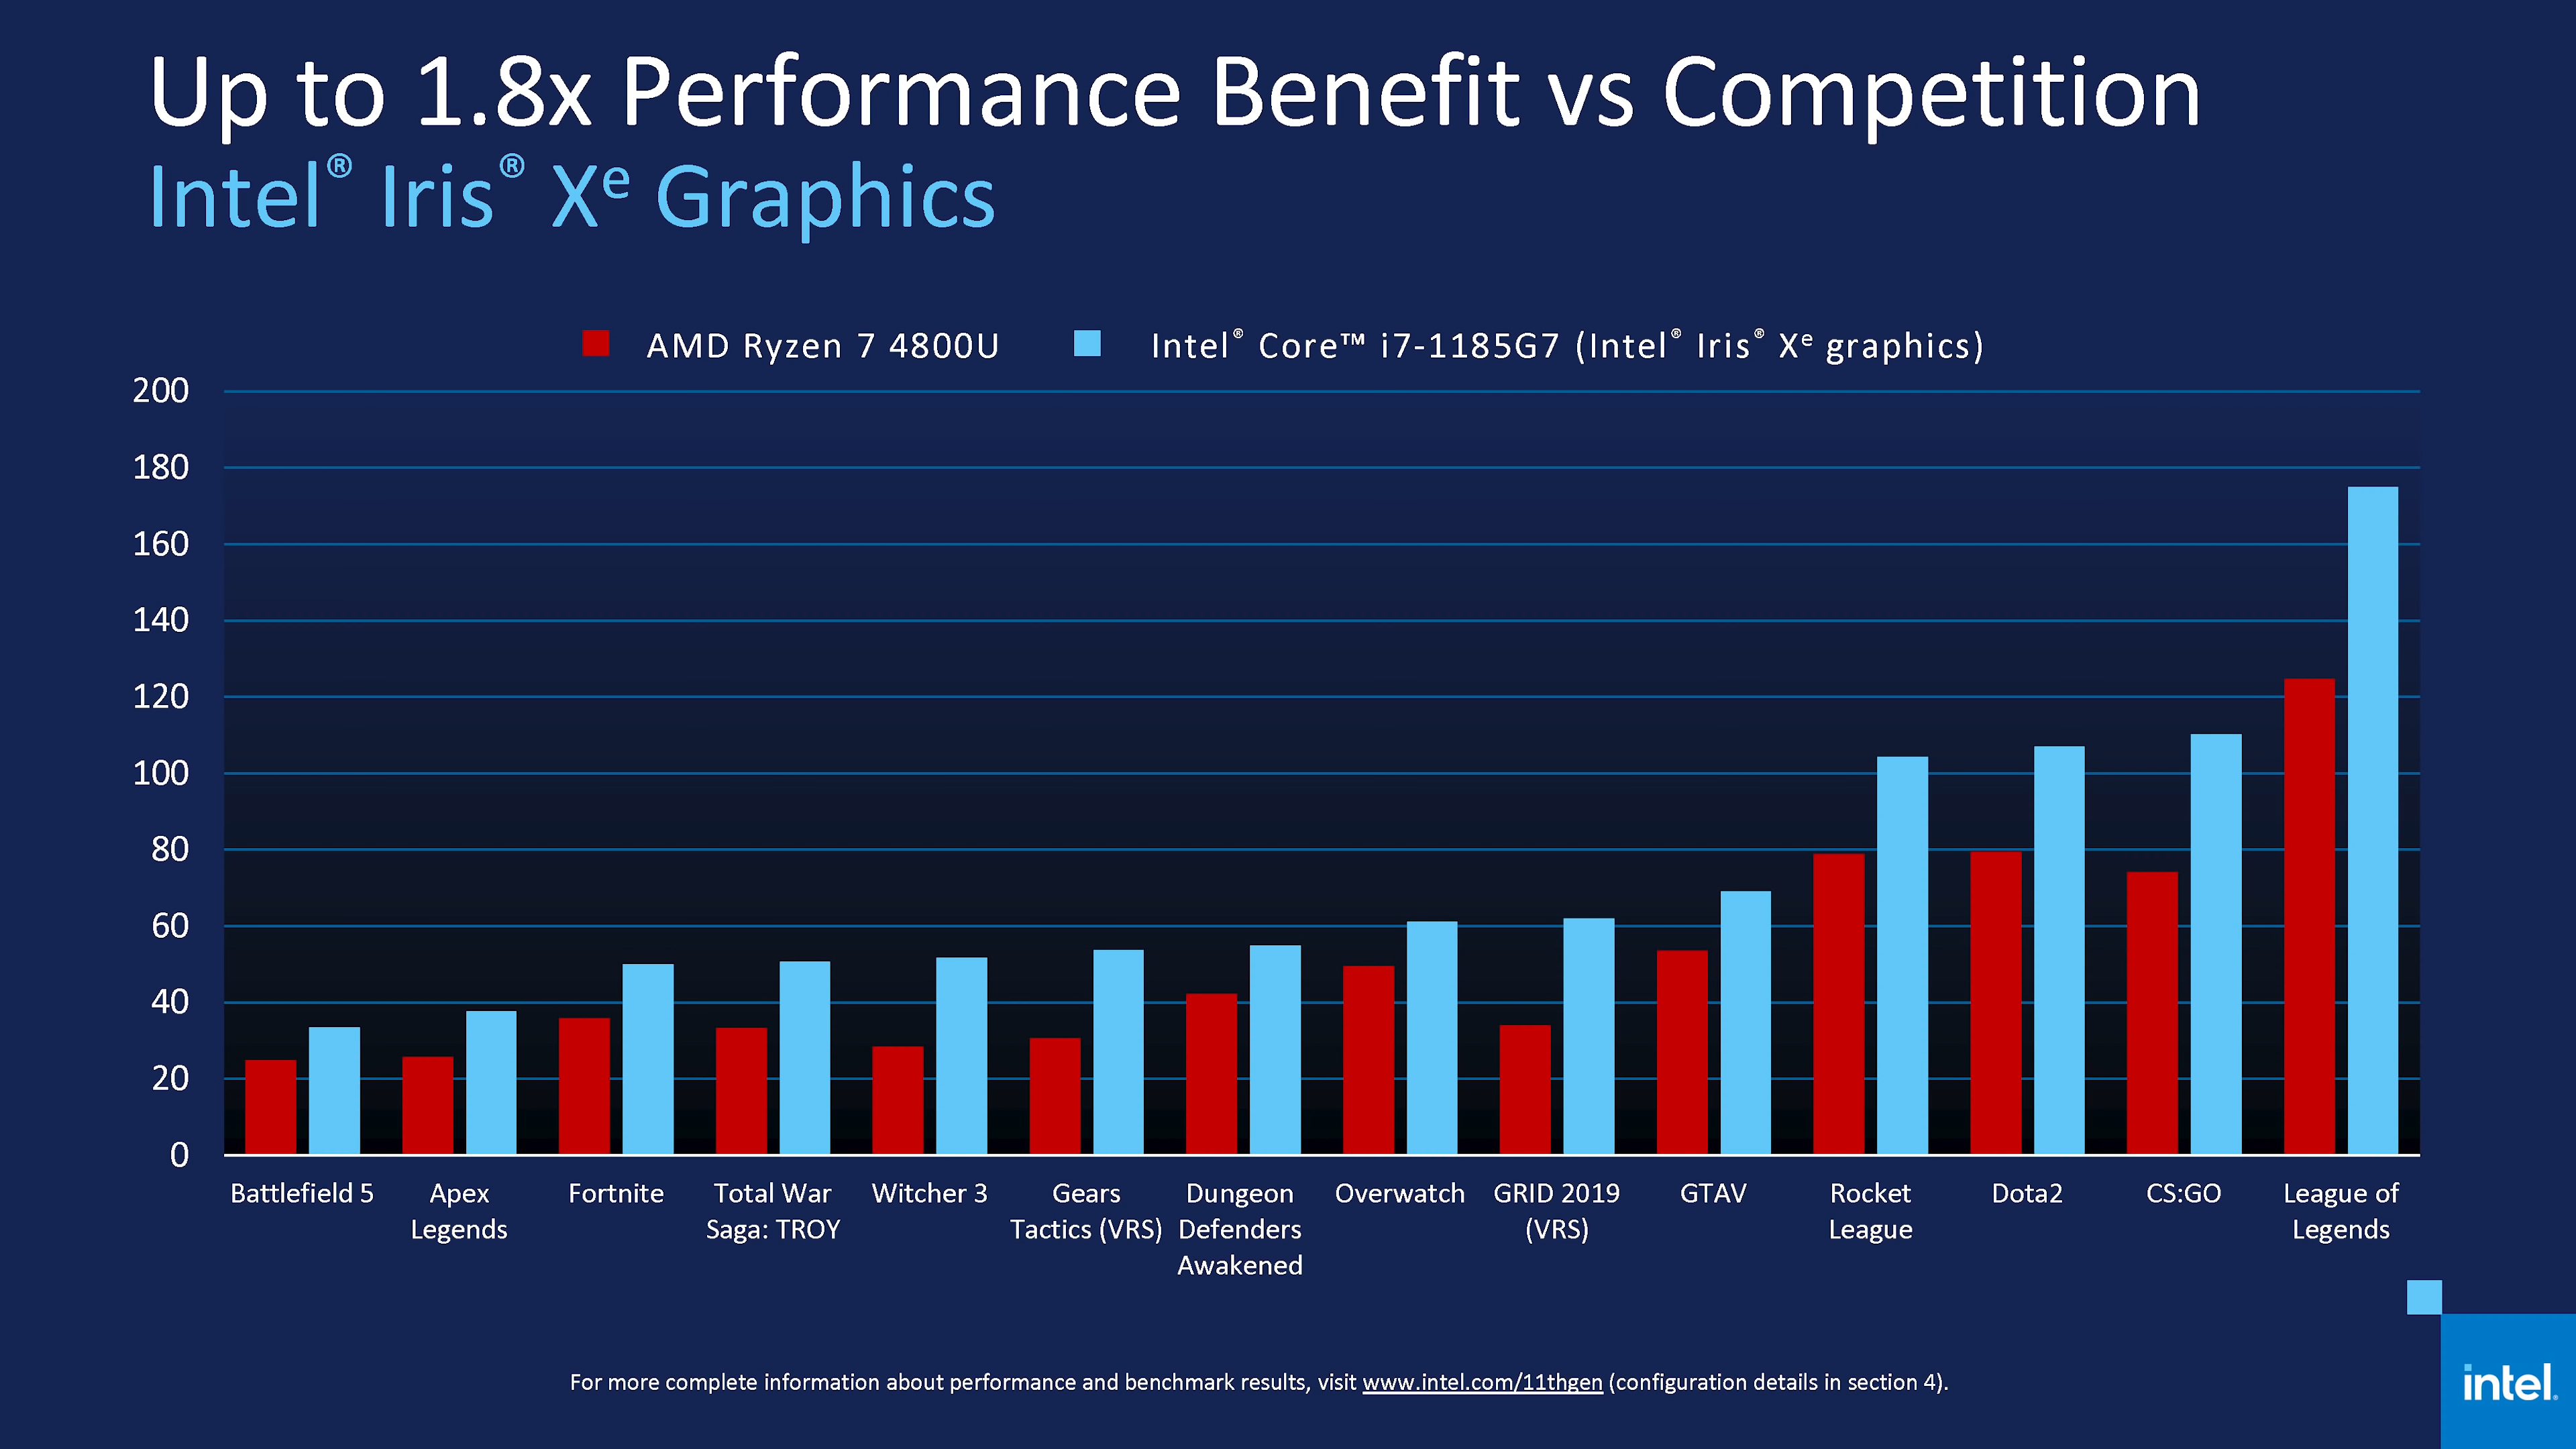 Up to 1.8x Performance Benefit vs Competition
Intel® Iris® Xᵉ Graphics
AMD Ryzen 7 4800U
Intel® Core™ i7-1185G7 (Intel® Iris® Xᵉ graphics)
200
180
160
140
120
100
80
60
40
20
0
Battlefield 5
Apex
Legends
Fortnite
Total War
Saga: TROY
Witcher 3
Gears
Tactics (VRS)
Dungeon
Defenders
Awakened
Overwatch
GRID 2019
(VRS)
GTAV
Rocket
League
Dota2
CS:GO
League of
Legends
For more complete information about performance and benchmark results, visit www.intel.com/11thgen (configuration details in section 4).
intel.